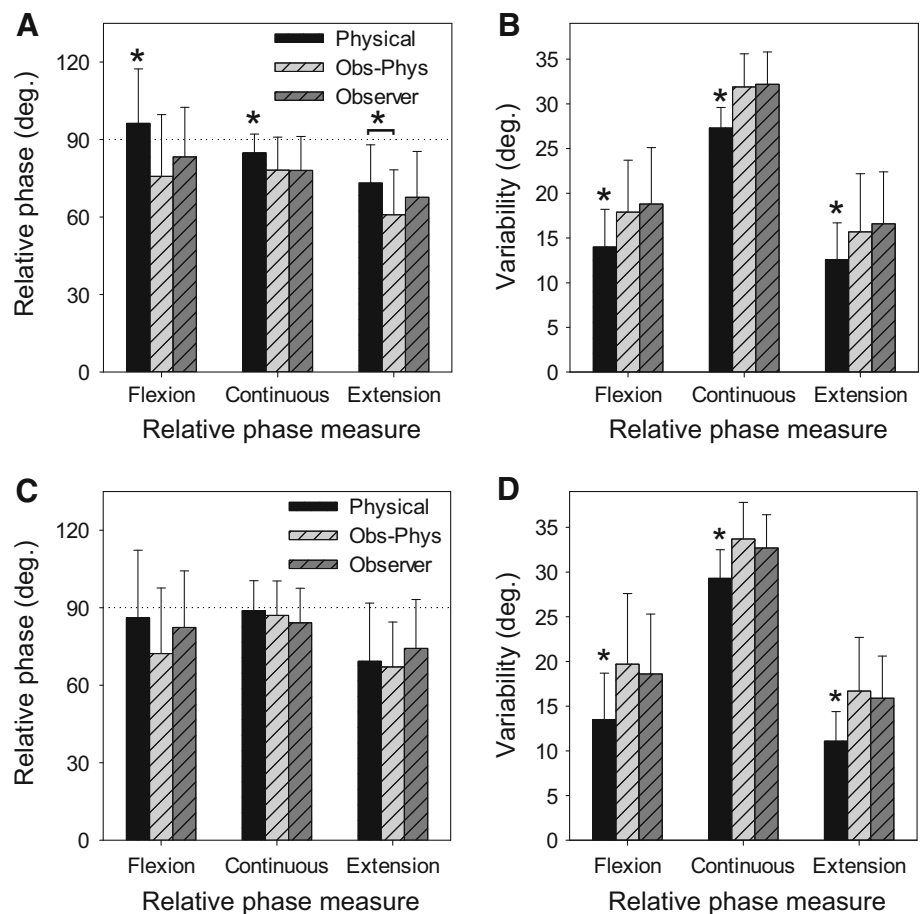 A
Relative phase (deg.)
120
90
60
30
0
*
*
*
Physical
Obs-Phys
Observer
Flexion Continuous Extension
Relative phase measure
B
Variability (deg.)
35
30
25
20
15
10
5
0
*
*
*
Flexion Continuous Extension
Relative phase measure
C
Relative phase (deg.)
120
90
60
30
0
Physical
Obs-Phys
Observer
Flexion Continuous Extension
Relative phase measure
D
Variability (deg.)
35
30
25
20
15
10
5
0
*
*
*
Flexion Continuous Extension
Relative phase measure